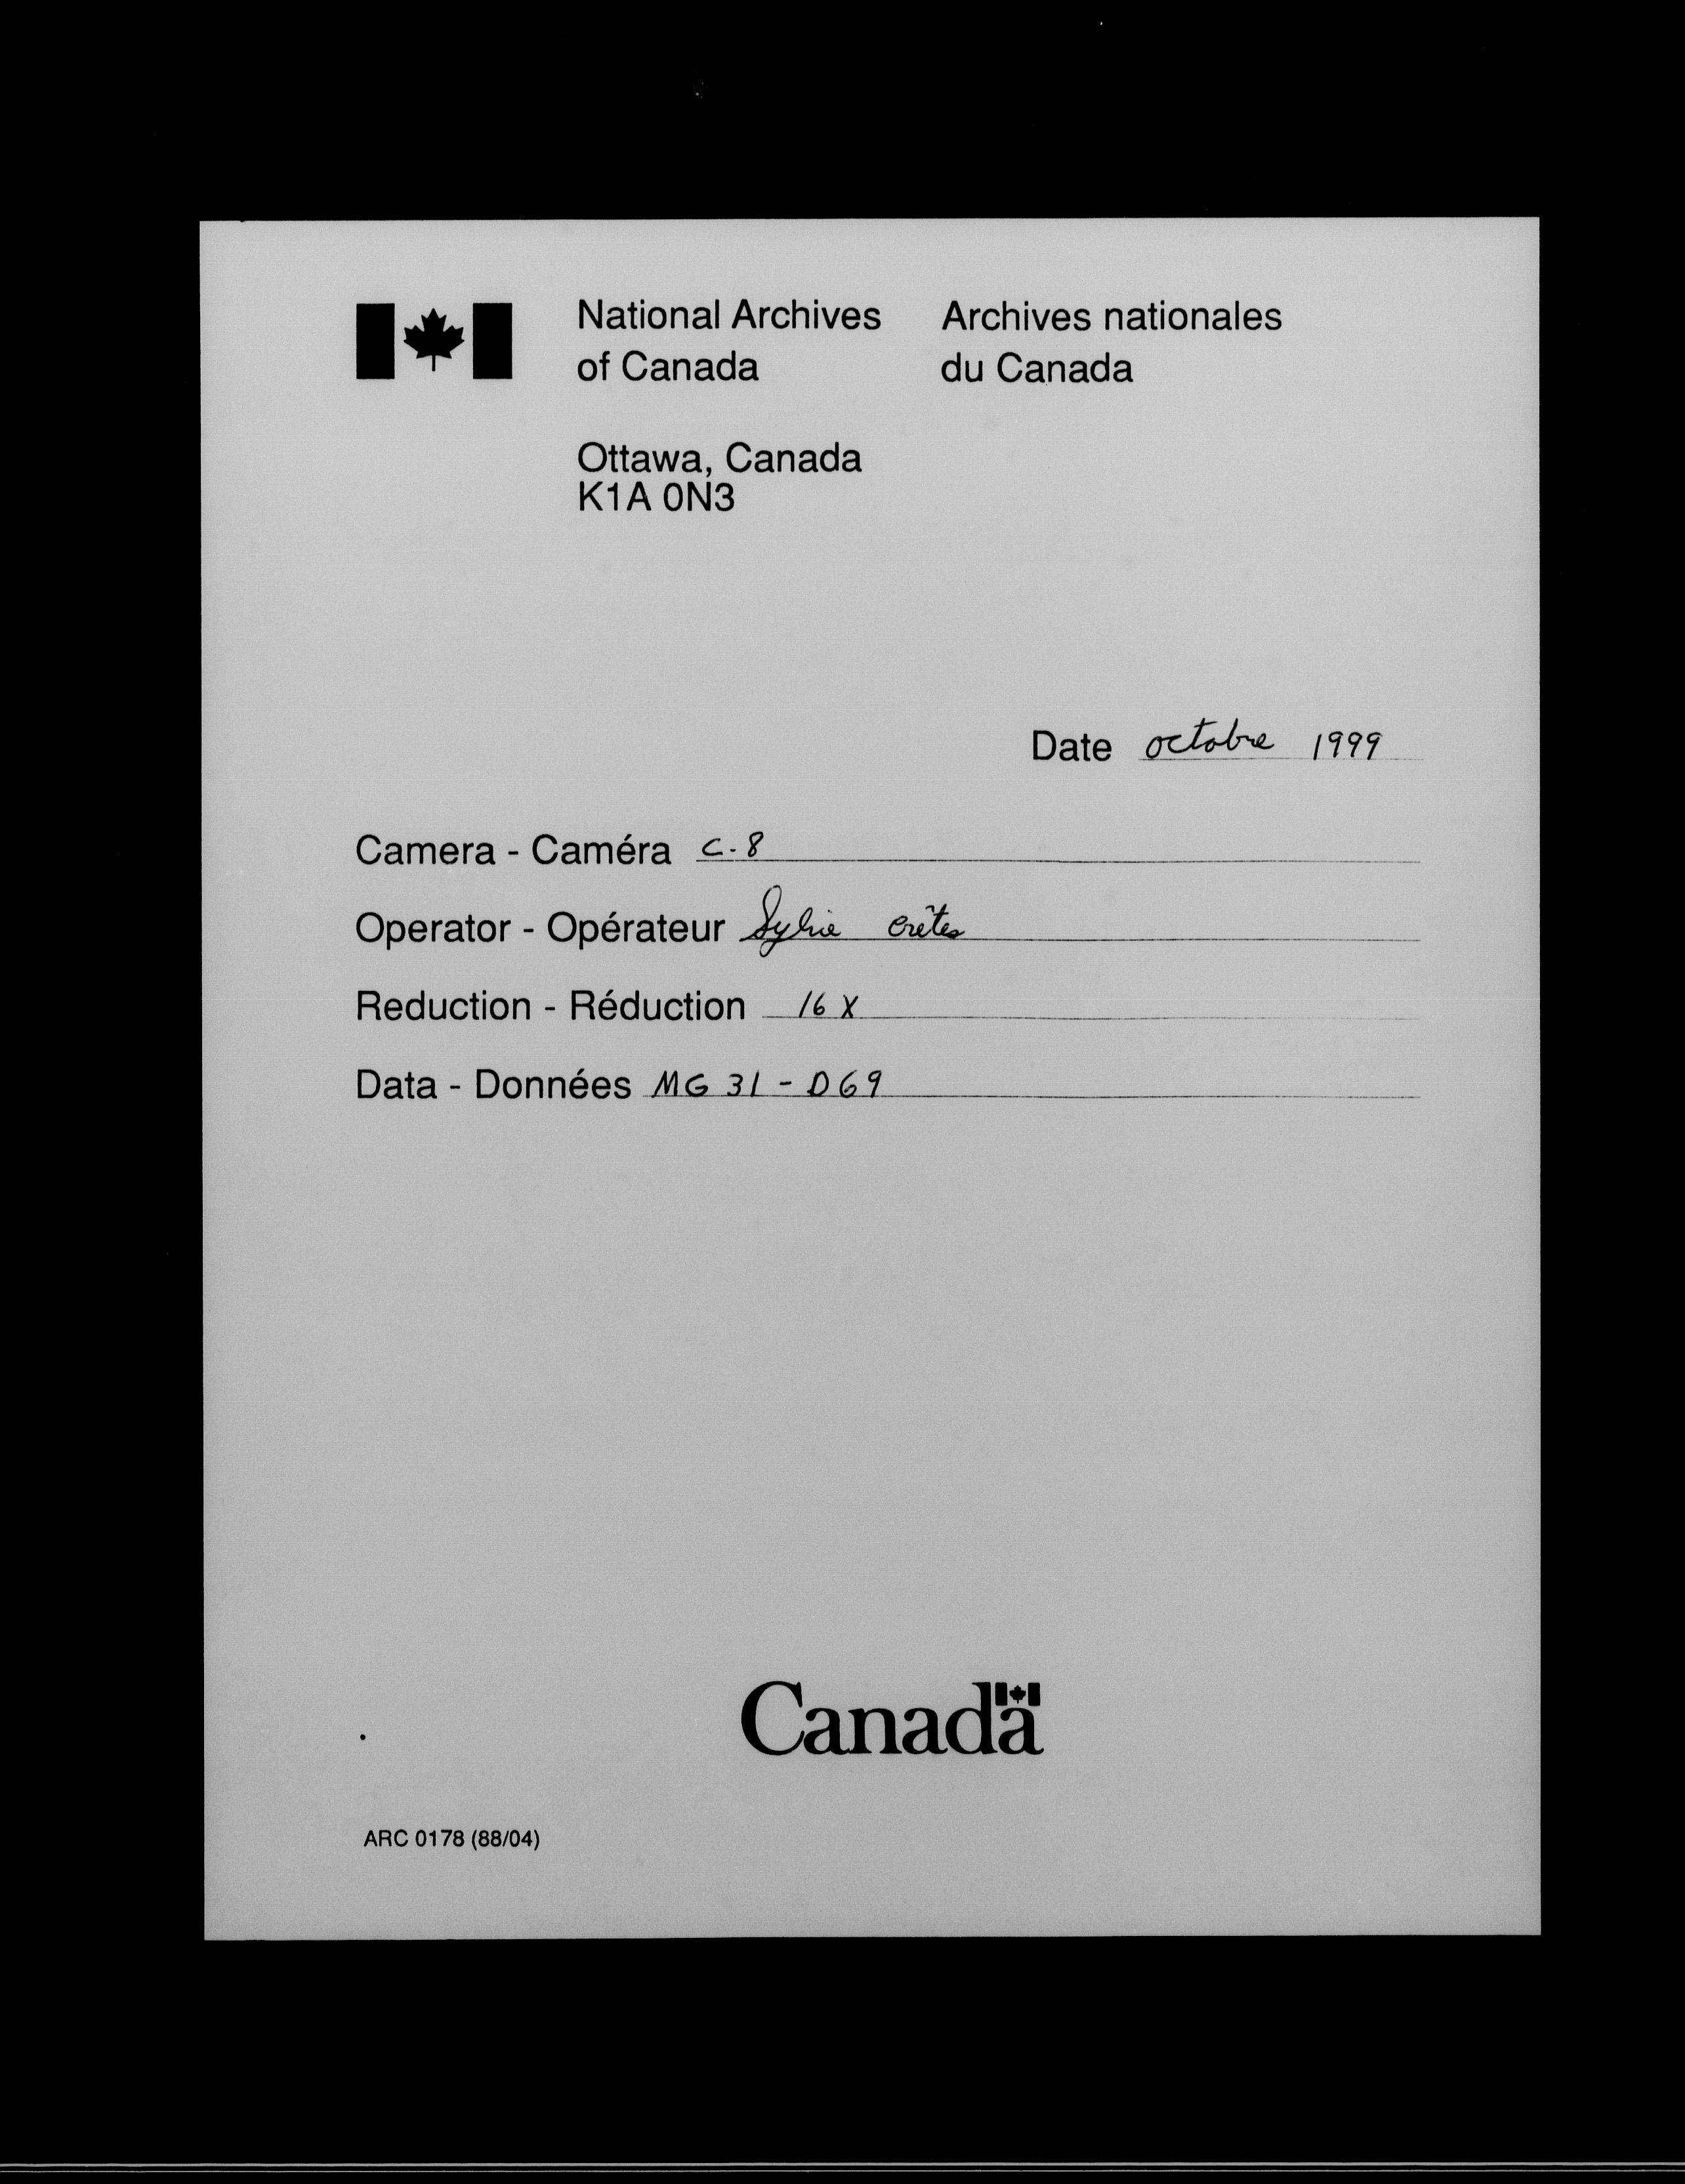 National Archives of Canada
Archives nationales du Canada
Ottawa, Canada
K1A 0N3
Date octobre 1999
Camera - Caméra C-8
Operator - Opérateur Sylvie crêtes
Reduction - Réduction 16 X
Data - Données MG 31 - D69
Canada
ARC 0178 (88/04)